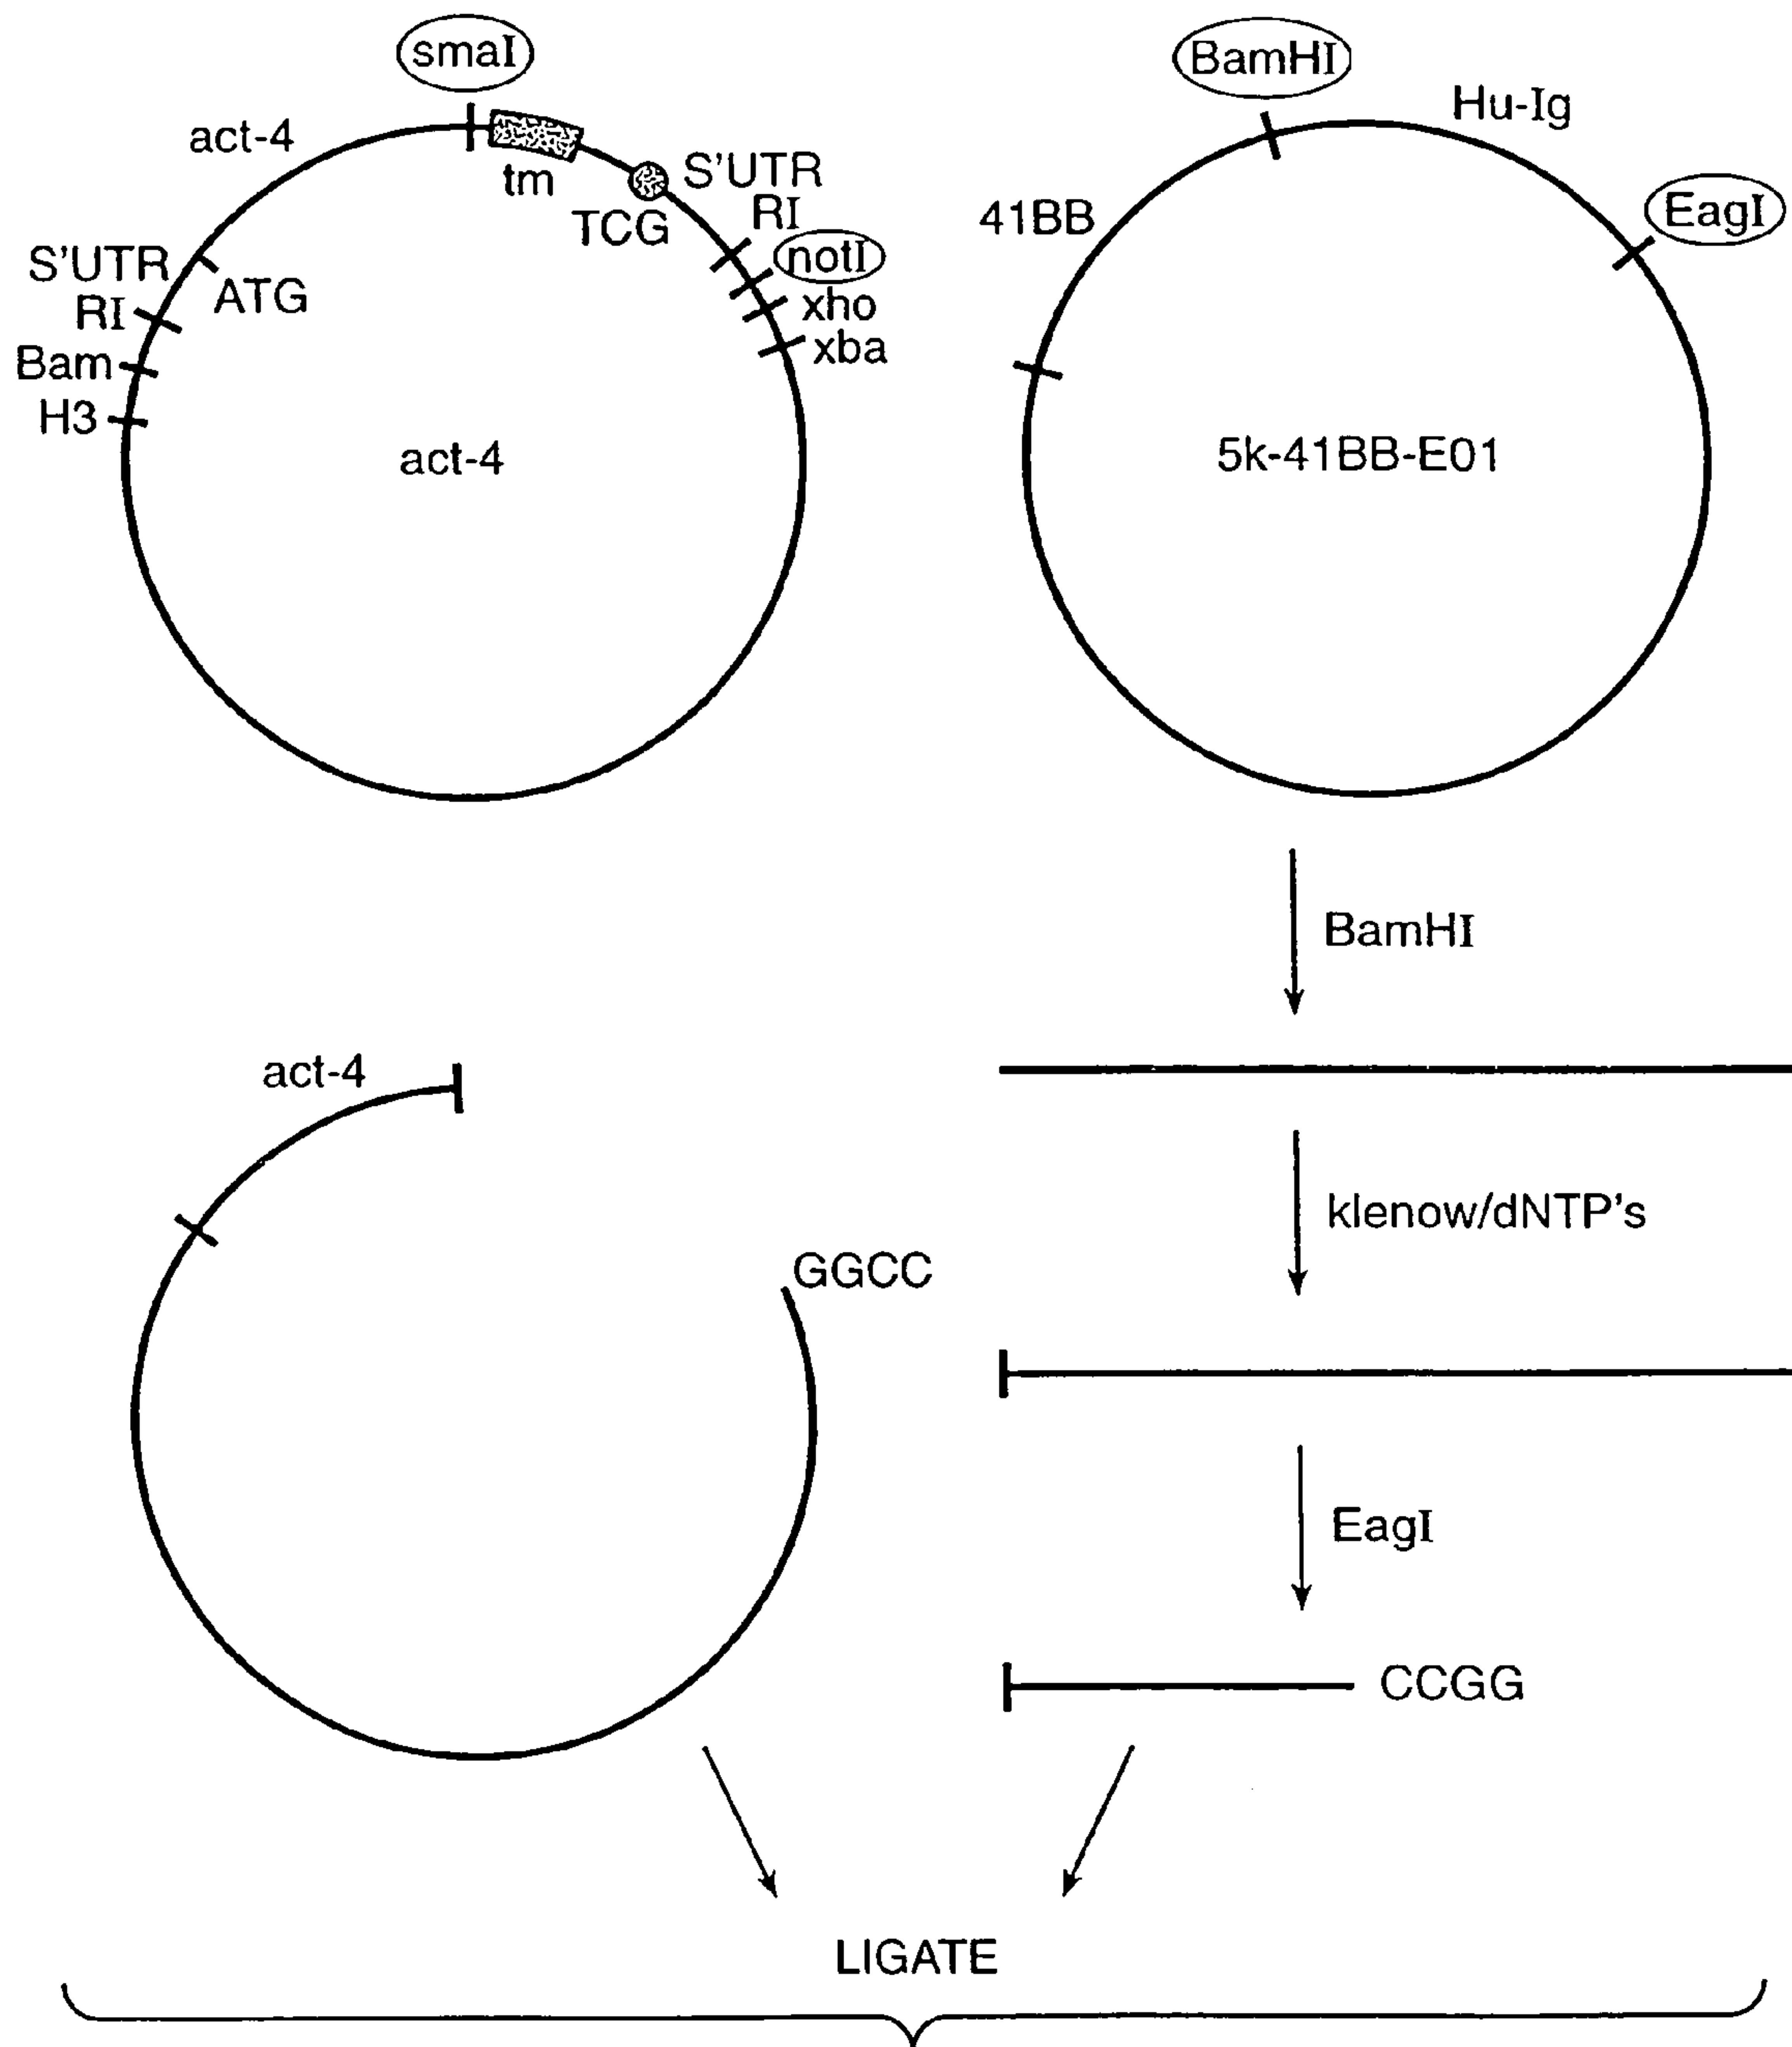 smaI
act-4
tm
TCG
S'UTR
RI
notI
xho
xba
S'UTR
RI
ATG
Bam
H3
act-4
BamHI
Hu-Ig
EagI
41BB
5k-41BB-E01
BamHI
act-4
klenow/dNTP's
GGCC
EagI
CCGG
LIGATE